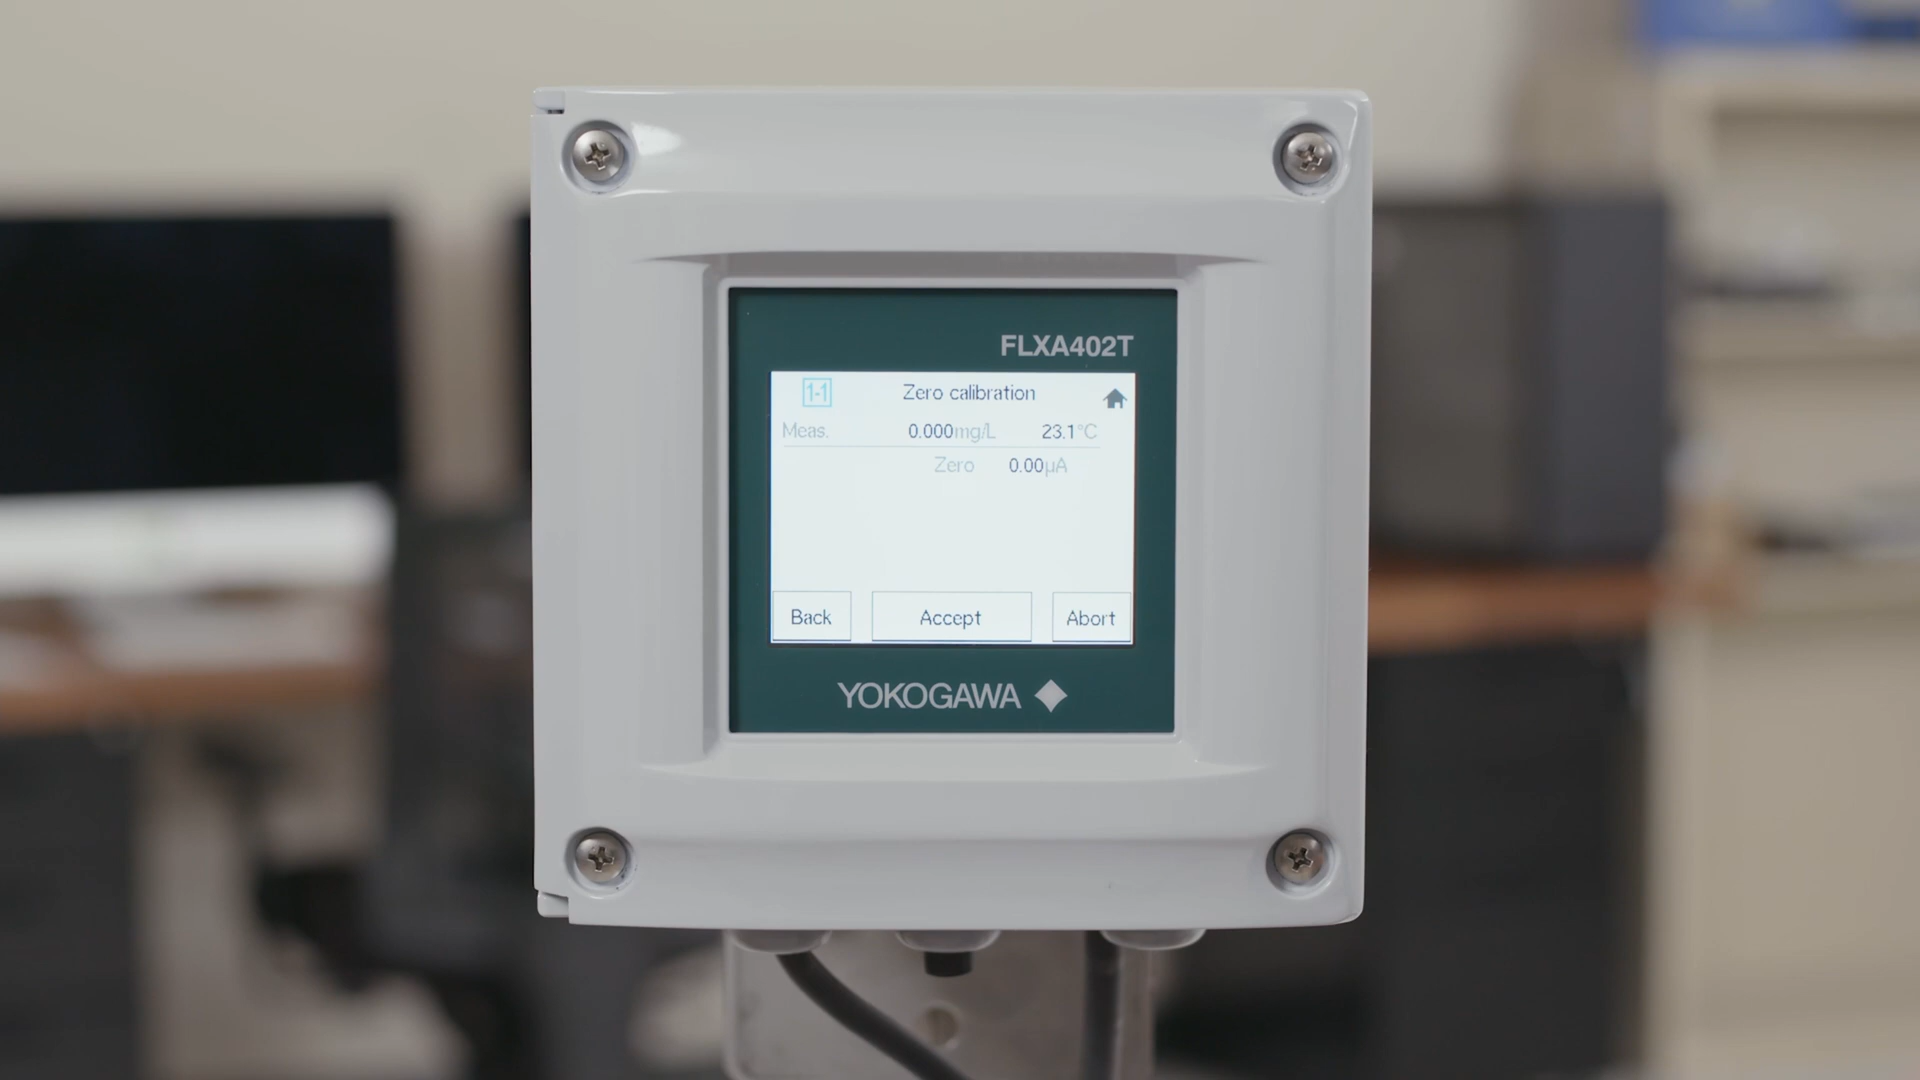 FLXA402T
1-1 Zero calibration
Meas. 0.000mg/L 23.1°C
Zero 0.00µA
Back Accept Abort
YOKOGAWA